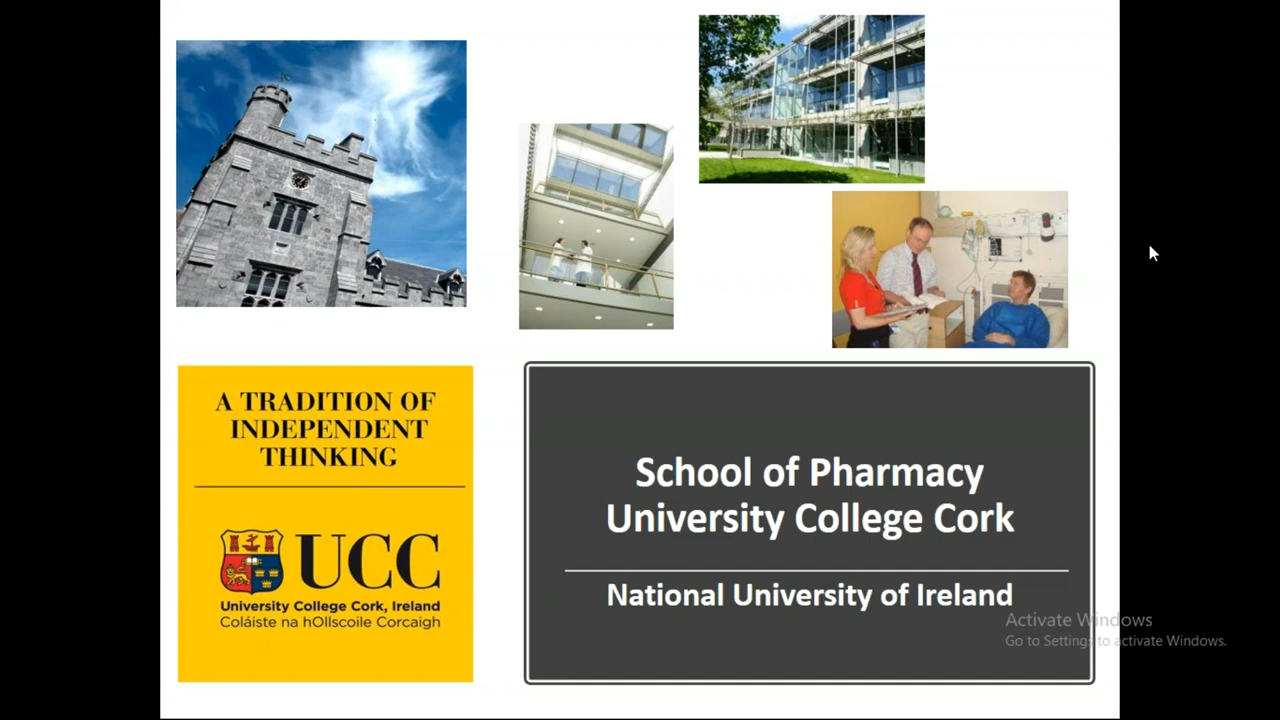 A TRADITION OF
INDEPENDENT
THINKING
UCC
University College Cork, Ireland
Coláiste na hOllscoile Corcaigh
School of Pharmacy
University College Cork
National University of Ireland
Activate Windows
Go to Settings to activate Windows.